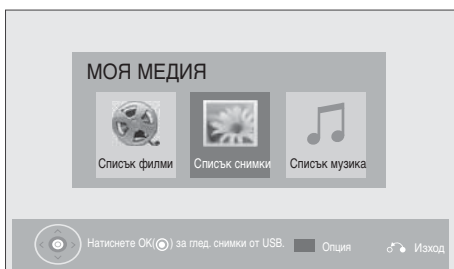 МОЯ МЕДИЯ
Списък филми Списък снимки Списък музика
Натиснете OK(◉) за глед. снимки от USB. Опция Изход